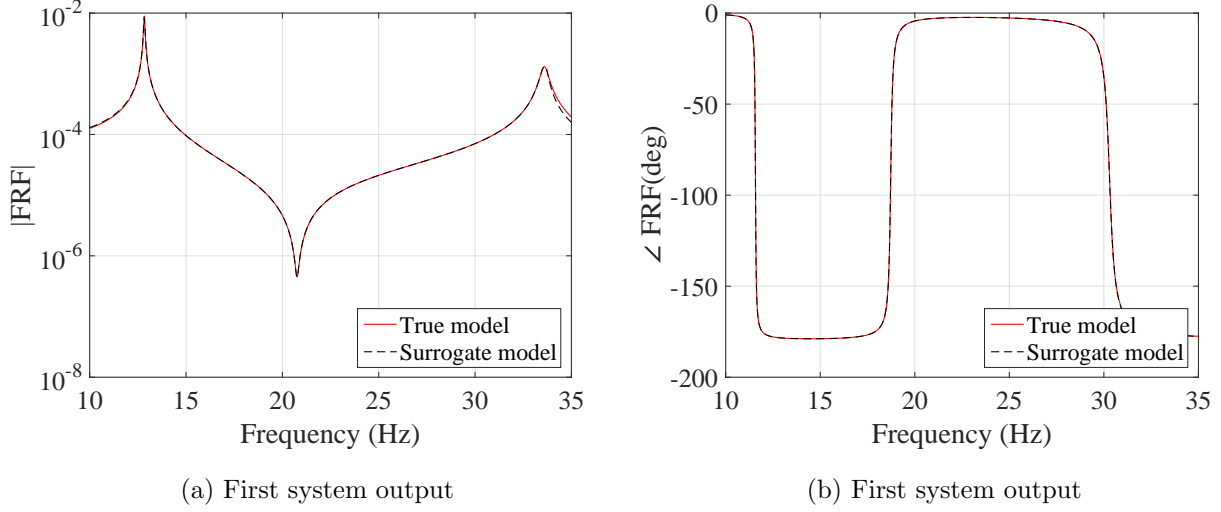 10^-2
10^-4
10^-6
10^-8
|FRF|
10 15 20 25 30 35
Frequency (Hz)
True model
Surrogate model
(a) First system output
0
-50
-100
-150
-200
∠ FRF(deg)
10 15 20 25 30 35
Frequency (Hz)
True model
Surrogate model
(b) First system output